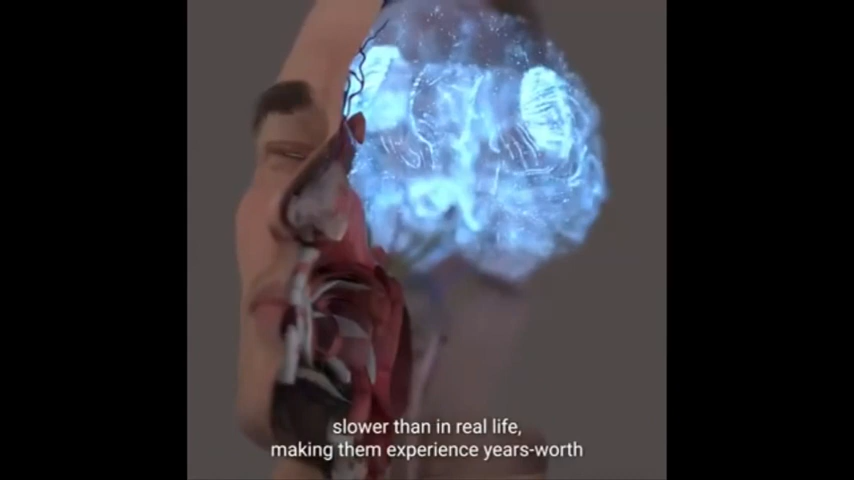 slower than in real life,
making them experience years-worth